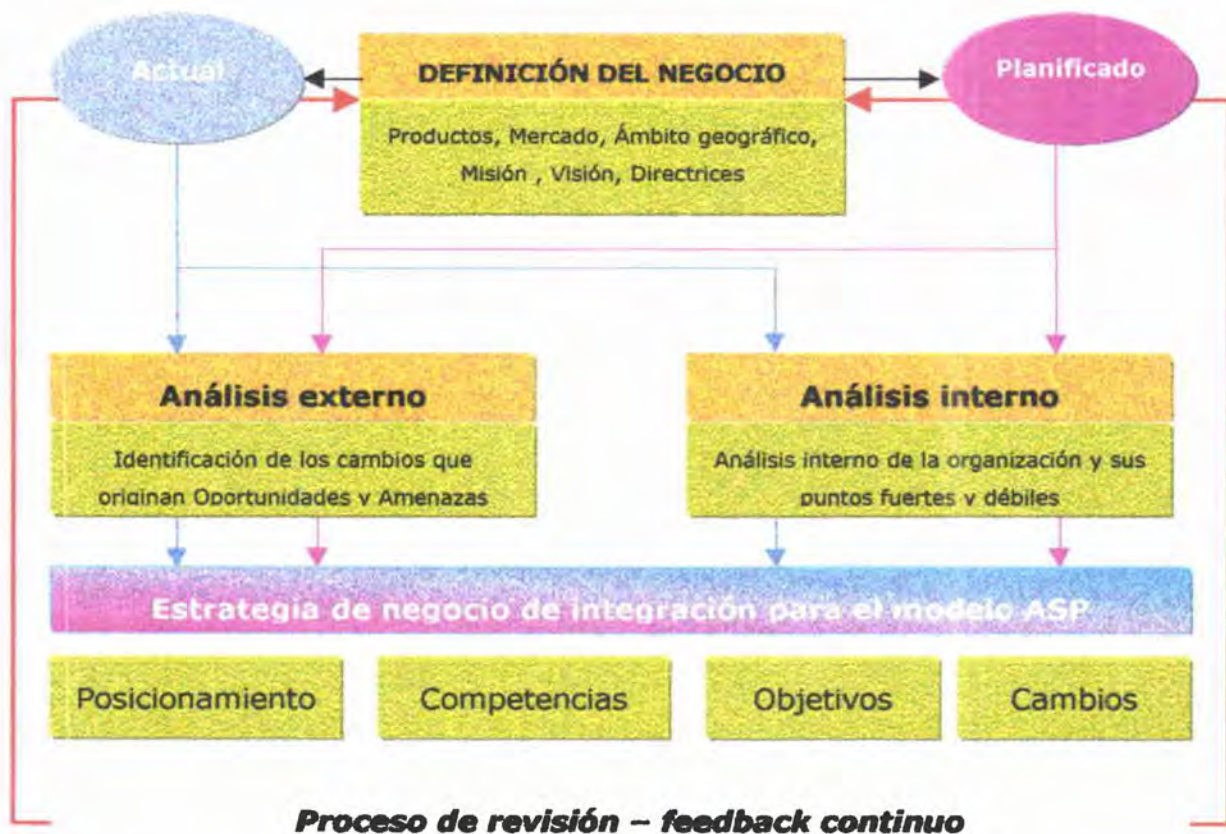 Actual
DEFINICIÓN DEL NEGOCIO
Planificado
Productos, Mercado, Ámbito geográfico,
Misión , Visión, Directrices
Análisis externo
Identificación de los cambios que
originan Oportunidades y Amenazas
Análisis interno
Análisis interno de la organización y sus
puntos fuertes y débiles
Estrategia de negocio de integración para el modelo ASP
Posicionamiento
Competencias
Objetivos
Cambios
Proceso de revisión – feedback continuo